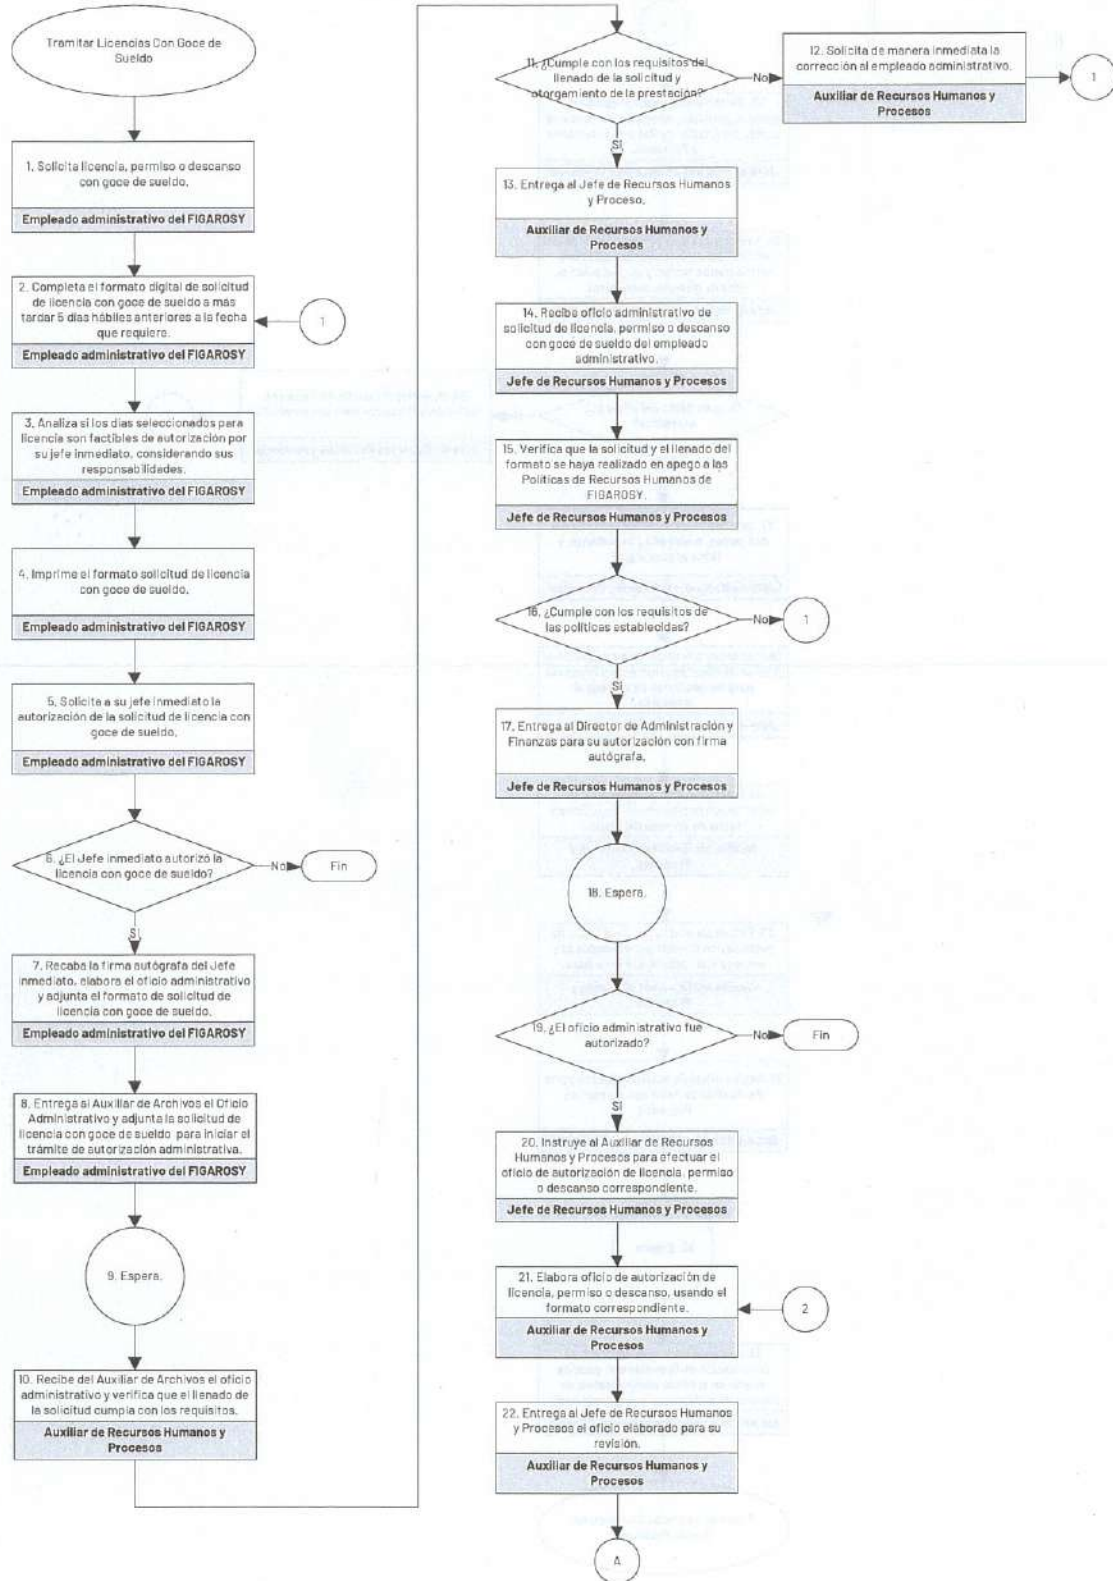 Tramitar Licencias Con Goce de
Sueldo
1. Solicita licencia, permiso o descanso
con goce de sueldo.
Empleado administrativo del FIGAROSY
2. Completa el formato digital de solicitud
de licencia con goce de sueldo a más
tardar 5 días hábiles anteriores a la fecha
que requiere.
Empleado administrativo del FIGAROSY
1
3. Analiza si los días seleccionados para
licencia son factibles de autorización por
su jefe inmediato, considerando sus
responsabilidades.
Empleado administrativo del FIGAROSY
4. Imprime el formato solicitud de licencia
con goce de sueldo.
Empleado administrativo del FIGAROSY
5. Solicita a su jefe inmediato la
autorización de la solicitud de licencia con
goce de sueldo.
Empleado administrativo del FIGAROSY
6. ¿El Jefe inmediato autorizó la
licencia con goce de sueldo?
No
Fin
Sí
7. Recaba la firma autógrafa del Jefe
inmediato, elabora el oficio administrativo
y adjunta el formato de solicitud de
licencia con goce de sueldo.
Empleado administrativo del FIGAROSY
8. Entrega al Auxiliar de Archivos el Oficio
Administrativo y adjunta la solicitud de
licencia con goce de sueldo para iniciar el
trámite de autorización administrativa.
Empleado administrativo del FIGAROSY
9. Espera.
10. Recibe del Auxiliar de Archivos el oficio
administrativo y verifica que el llenado de
la solicitud cumpla con los requisitos.
Auxiliar de Recursos Humanos y
Procesos
11. ¿Cumple con los requisitos del
llenado de la solicitud y
otorgamiento de la prestación?
No
12. Solicita de manera inmediata la
corrección al empleado administrativo.
Auxiliar de Recursos Humanos y
Procesos
1
Sí
13. Entrega al Jefe de Recursos Humanos
y Proceso.
Auxiliar de Recursos Humanos y
Procesos
14. Recibe oficio administrativo de
solicitud de licencia, permiso o descanso
con goce de sueldo del empleado
administrativo.
Jefe de Recursos Humanos y Procesos
15. Verifica que la solicitud y el llenado del
formato se haya realizado en apego a las
Políticas de Recursos Humanos de
FIGAROSY.
Jefe de Recursos Humanos y Procesos
16. ¿Cumple con los requisitos de
las políticas establecidas?
No
1
Sí
17. Entrega al Director de Administración y
Finanzas para su autorización con firma
autógrafa.
Jefe de Recursos Humanos y Procesos
18. Espera.
19. ¿El oficio administrativo fue
autorizado?
No
Fin
Sí
20. Instruye al Auxiliar de Recursos
Humanos y Procesos para efectuar el
oficio de autorización de licencia, permiso
o descanso correspondiente.
Jefe de Recursos Humanos y Procesos
21. Elabora oficio de autorización de
licencia, permiso o descanso, usando el
formato correspondiente.
Auxiliar de Recursos Humanos y
Procesos
2
22. Entrega al Jefe de Recursos Humanos
y Procesos el oficio elaborado para su
revisión.
Auxiliar de Recursos Humanos y
Procesos
A